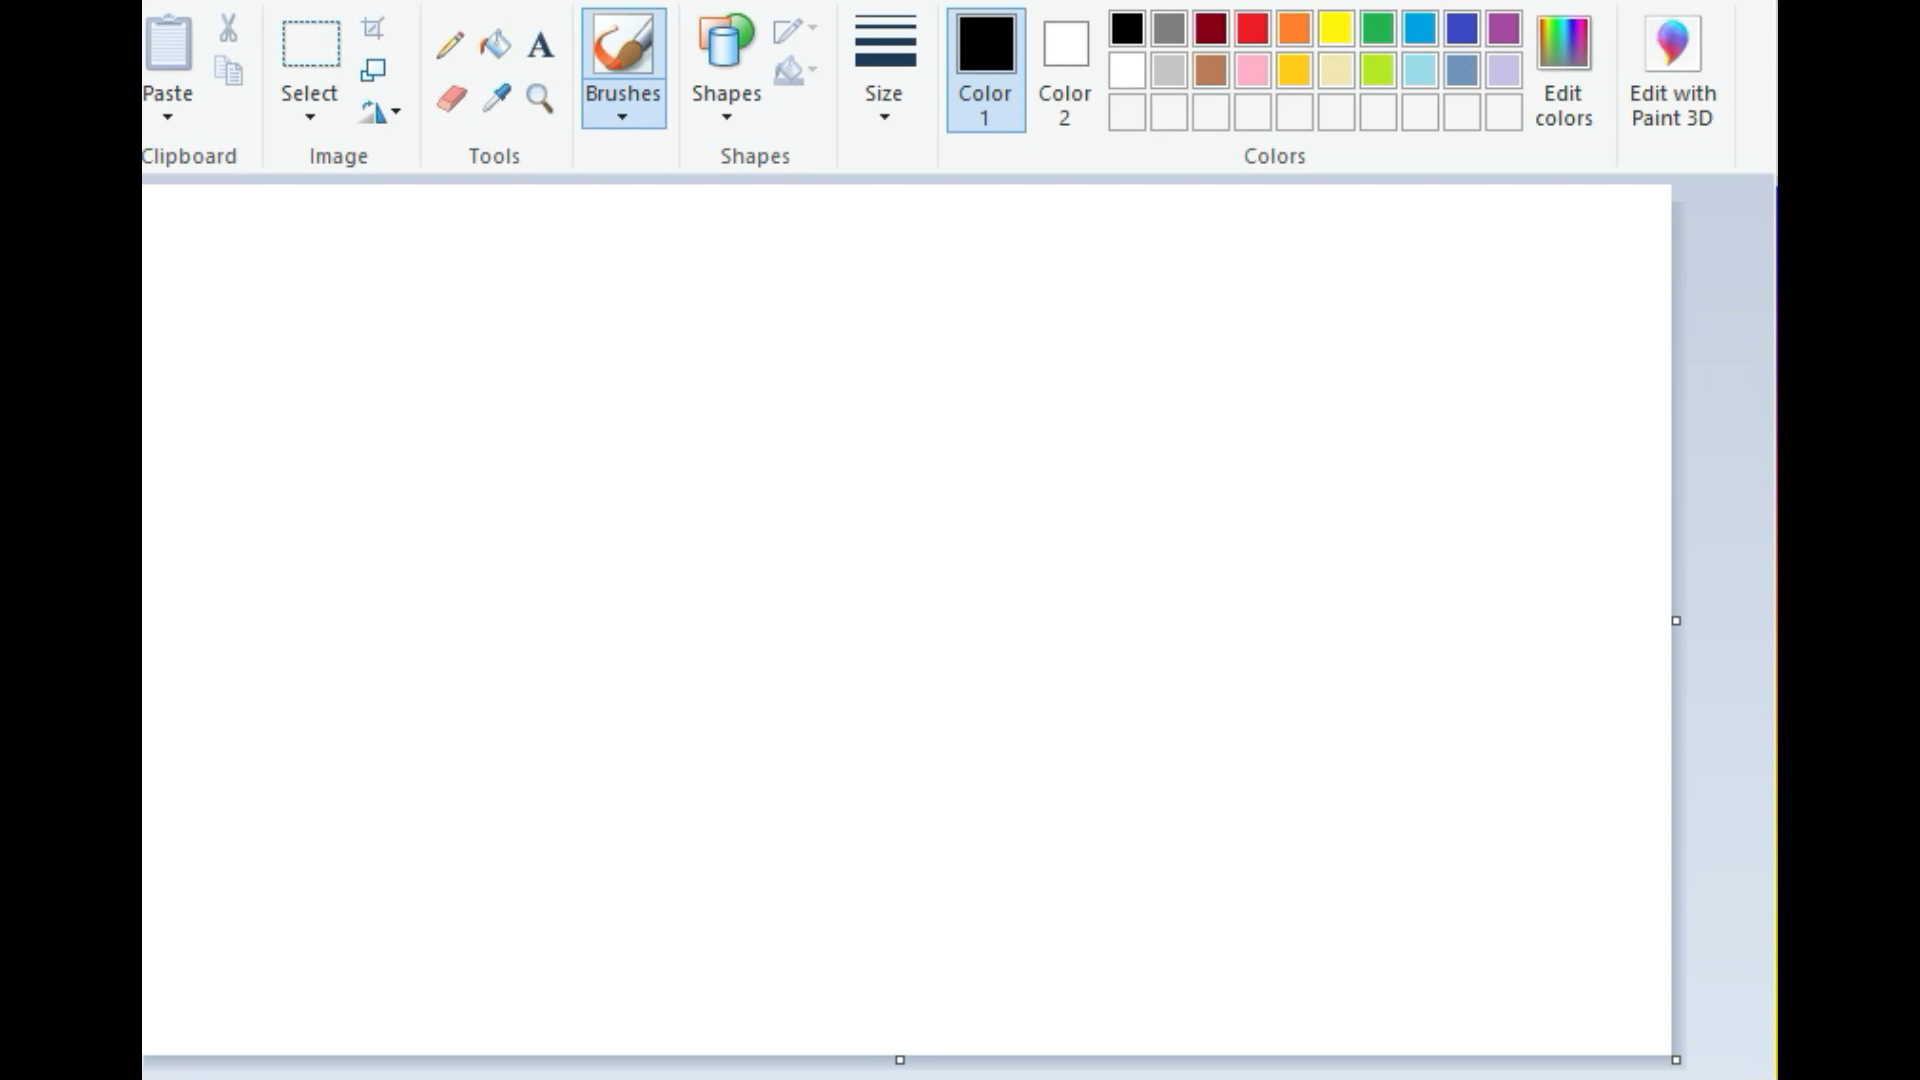 Paste
Select
Brushes
Shapes
Size
Color
1
Color
2
Edit
colors
Edit with
Paint 3D
Clipboard
Image
Tools
Shapes
Colors